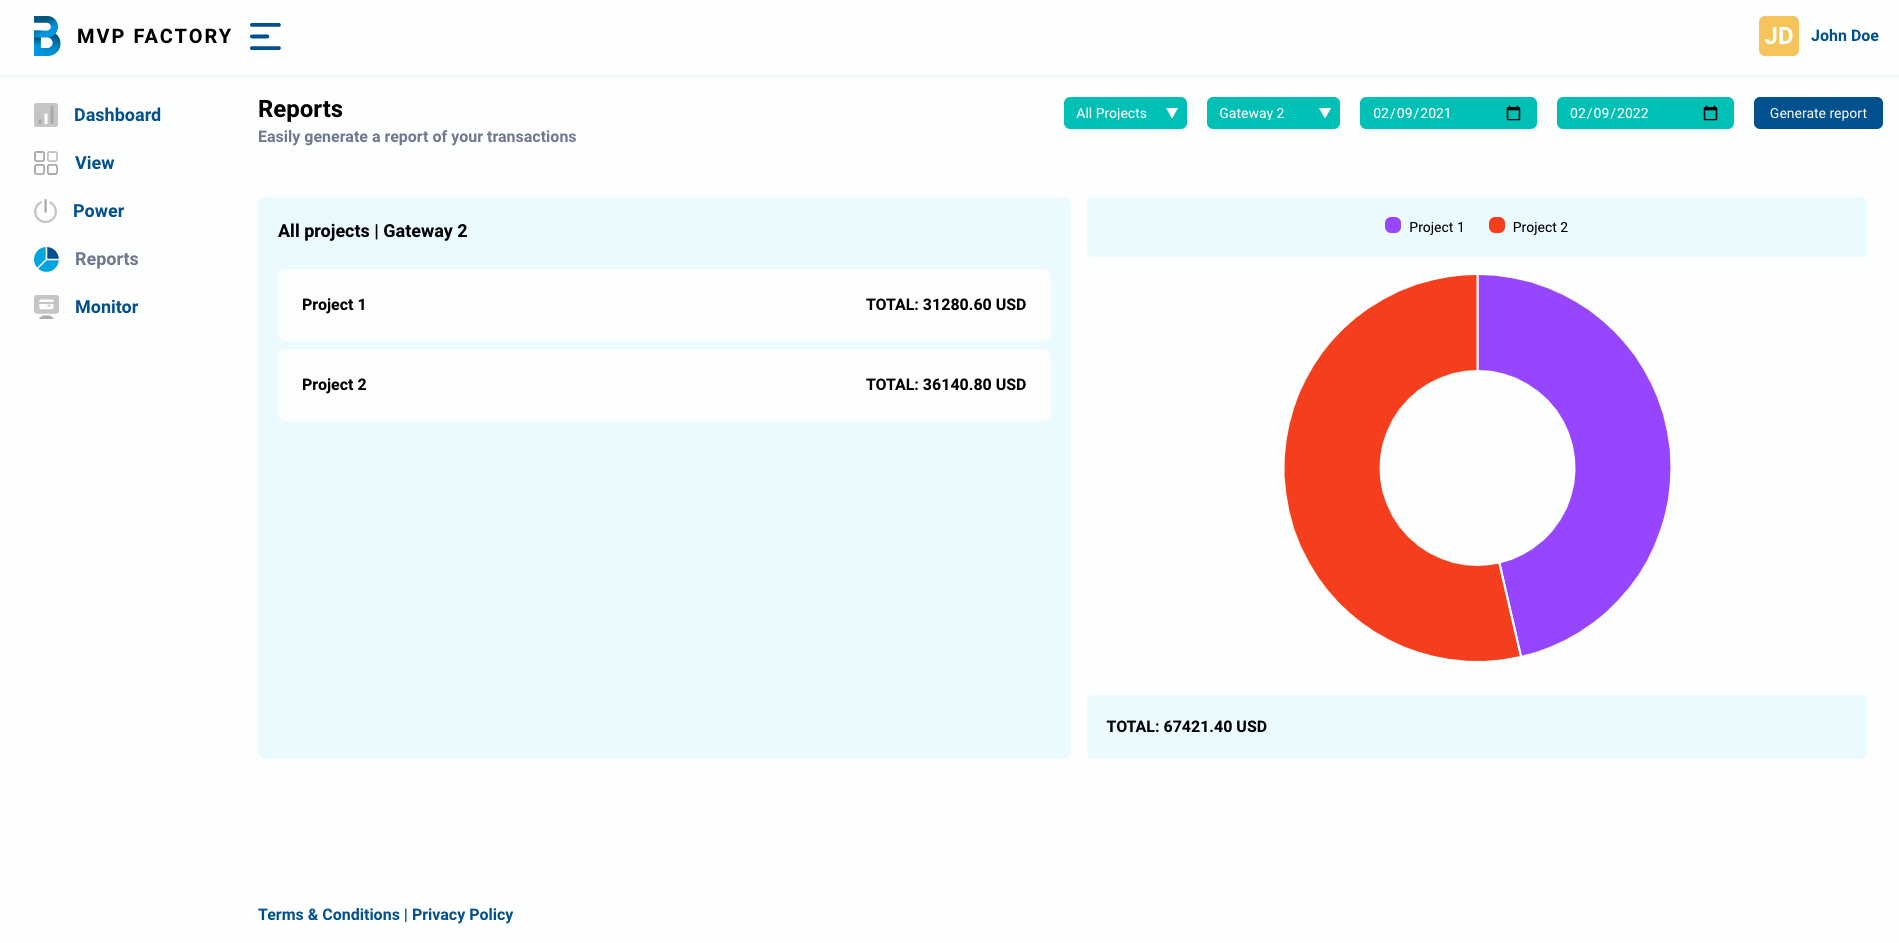 MVP FACTORY
JD John Doe
Dashboard
View
Power
Reports
Monitor
Reports
Easily generate a report of your transactions
All Projects
Gateway 2
02/09/2021
02/09/2022
Generate report
All projects | Gateway 2
Project 1 TOTAL: 31280.60 USD
Project 2 TOTAL: 36140.80 USD
Project 1 Project 2
TOTAL: 67421.40 USD
Terms & Conditions | Privacy Policy